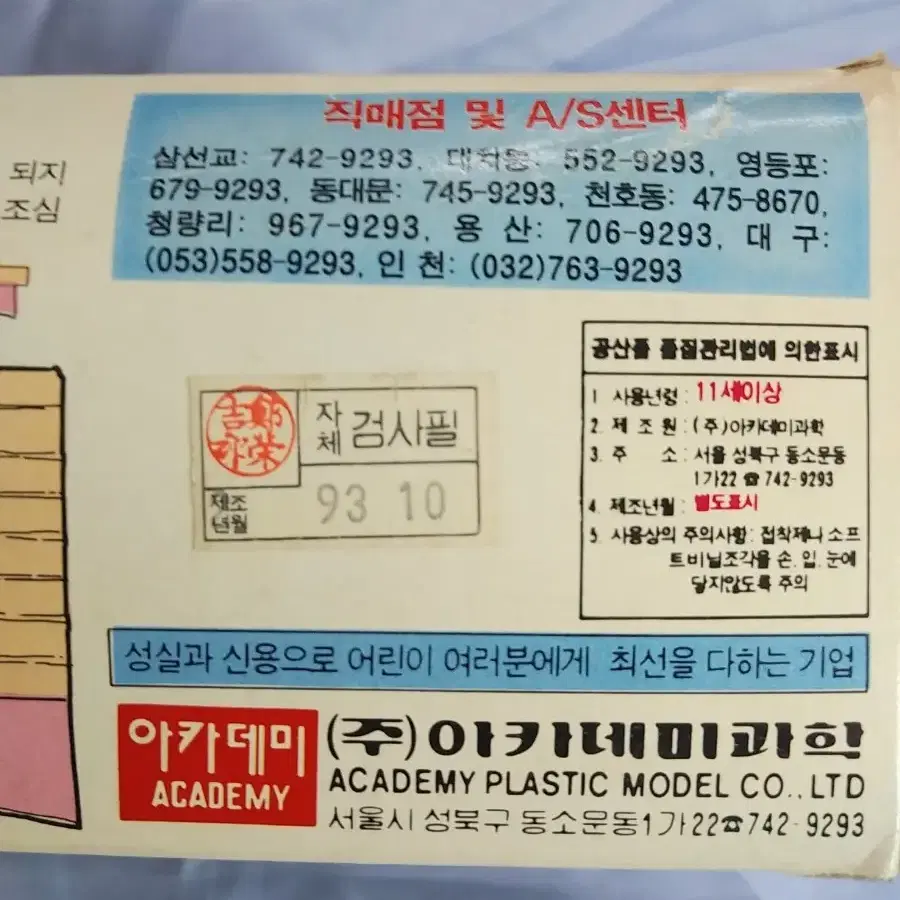 되지
조심
직매점 및 A/S센터
삼선교: 742-9293, 대치동: 552-9293, 영등포:
679-9293, 동대문: 745-9293, 천호동: 475-8670,
청량리: 967-9293, 용 산: 706-9293, 대 구:
(053)558-9293, 인 천: (032)763-9293
공산품 품질관리법에 의한표시
1 사용년령: 11세이상
2. 제 조 원: (주)아카데미과학
3. 주 소: 서울 성북구 동소문동
1가22 ☎ 742-9293
4. 제조년월: 별도표시
5. 사용상의 주의사항: 접착제나 소프
트비닐조각을 손. 입. 눈에
닿지않도록 주의
자체 검사필
제조년월 93 10
성실과 신용으로 어린이 여러분에게 최선을 다하는 기업
아카데미
ACADEMY
(주)아카데미과학
ACADEMY PLASTIC MODEL CO., LTD
서울시 성북구 동소문동1가22☎742-9293